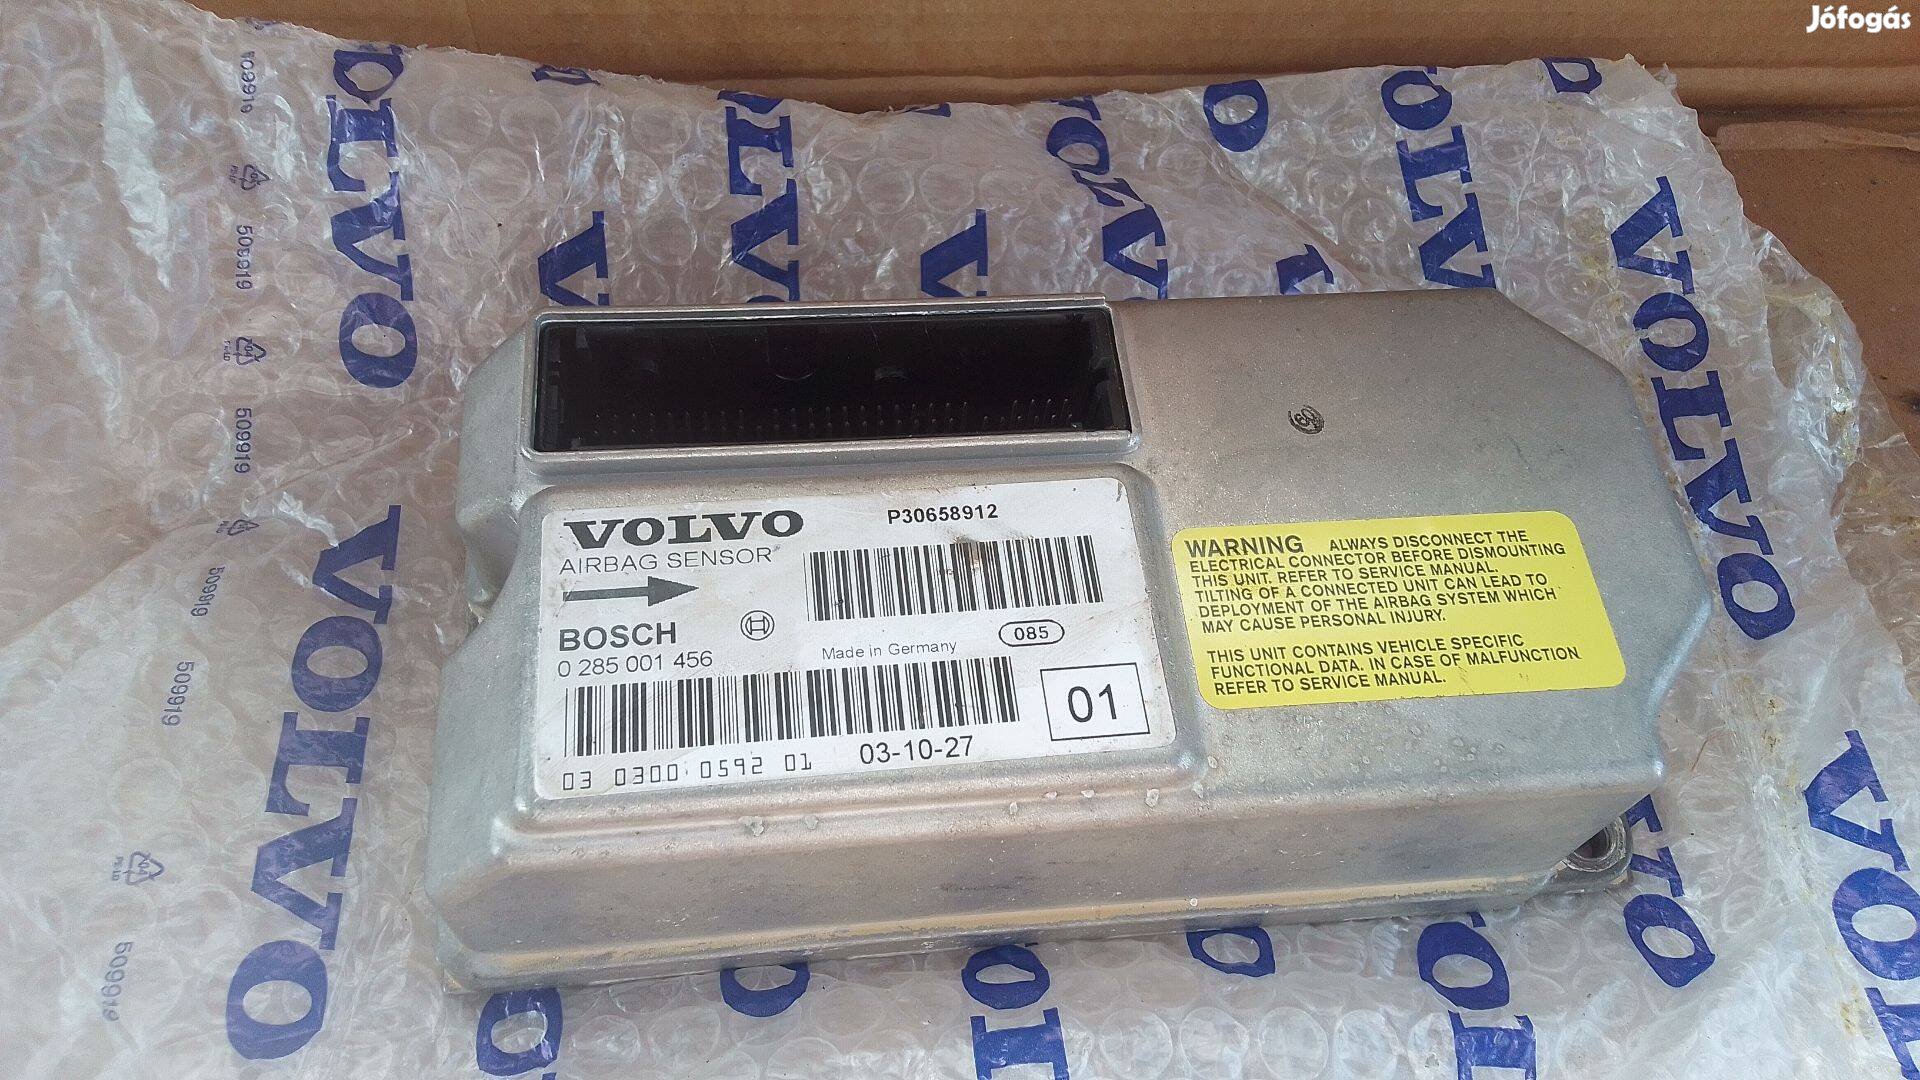 Jófogás
VOLVO
P30658912
AIRBAG SENSOR
BOSCH
0 285 001 456
Made in Germany
085
01
03 0300 0592 01
03-10-27
WARNING ALWAYS DISCONNECT THE
ELECTRICAL CONNECTOR BEFORE DISMOUNTING
THIS UNIT. REFER TO SERVICE MANUAL.
TILTING OF A CONNECTED UNIT CAN LEAD TO
DEPLOYMENT OF THE AIRBAG SYSTEM WHICH
MAY CAUSE PERSONAL INJURY.
THIS UNIT CONTAINS VEHICLE SPECIFIC
FUNCTIONAL DATA. IN CASE OF MALFUNCTION
REFER TO SERVICE MANUAL.
VOLVO
VOLVO
VOLVO
VOLVO
509919
509919
509919
509919
509919
509919